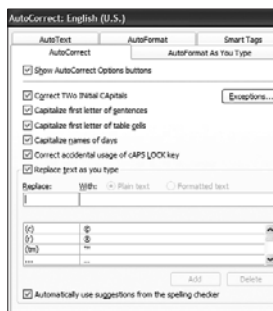 AutoCorrect: English (U.S.)
AutoText AutoFormat Smart Tags
AutoCorrect AutoFormat As You Type
Show AutoCorrect Options buttons
Correct TWo INitial CApitals Exceptions...
Capitalize first letter of sentences
Capitalize first letter of table cells
Capitalize names of days
Correct accidental usage of cAPS LOCK key
Replace text as you type
Replace: With: Plain text Formatted text
(c) ©
(r) ®
(tm) ™
... …
Add Delete
Automatically use suggestions from the spelling checker